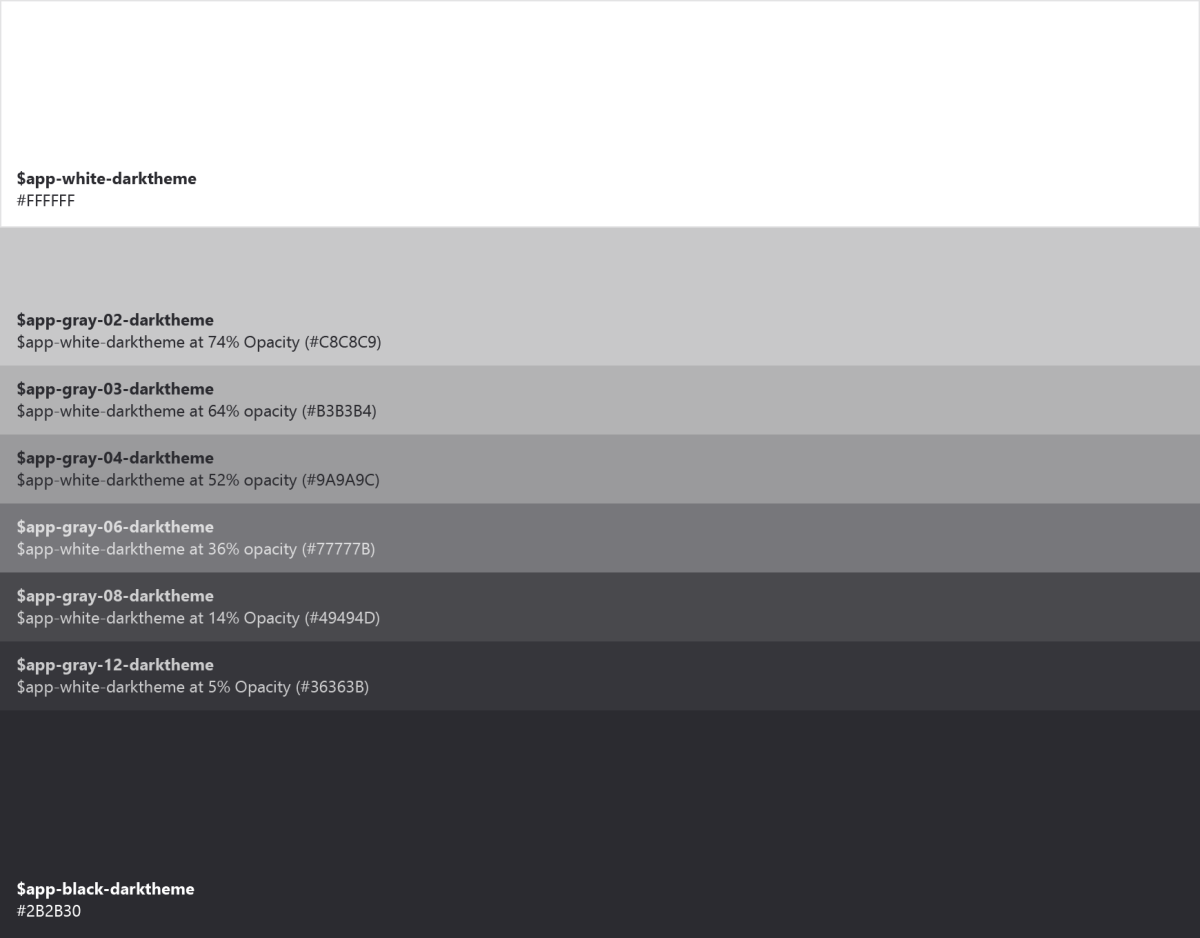 $app-white-darktheme
#FFFFFF
$app-gray-02-darktheme
$app-white-darktheme at 74% Opacity (#C8C8C9)
$app-gray-03-darktheme
$app-white-darktheme at 64% opacity (#B3B3B4)
$app-gray-04-darktheme
$app-white-darktheme at 52% opacity (#9A9A9C)
$app-gray-06-darktheme
$app-white-darktheme at 36% opacity (#77777B)
$app-gray-08-darktheme
$app-white-darktheme at 14% Opacity (#49494D)
$app-gray-12-darktheme
$app-white-darktheme at 5% Opacity (#36363B)
$app-black-darktheme
#2B2B30